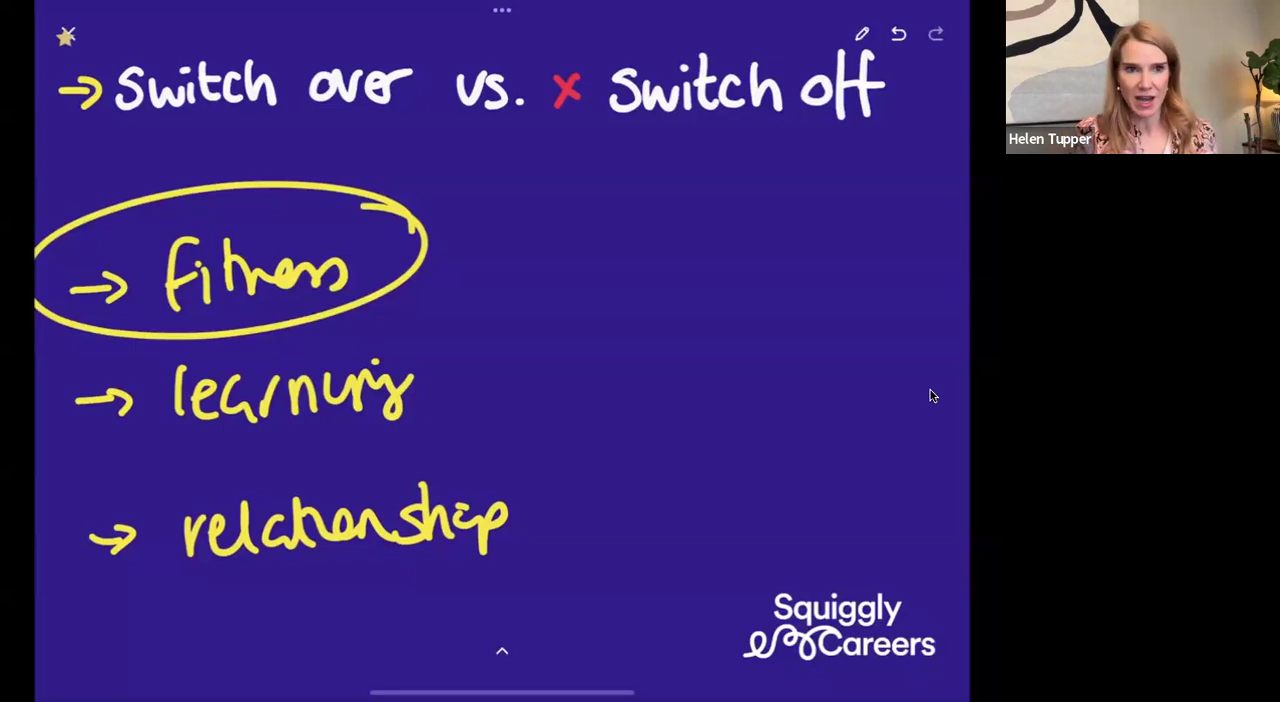 → switch over vs. x switch off
Helen Tupper
→ fitness
→ learning
→ relationship
Squiggly
Careers